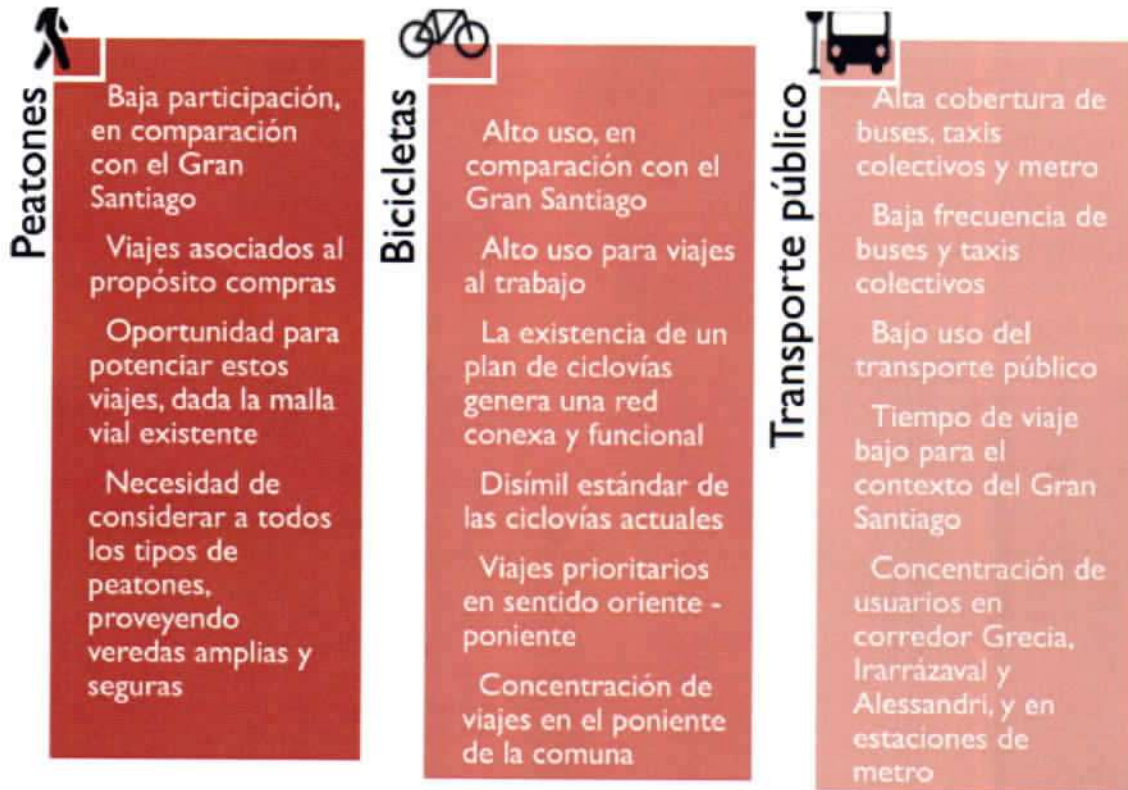 Peatones
Baja participación,
en comparación
con el Gran
Santiago
Viajes asociados al
propósito compras
Oportunidad para
potenciar estos
viajes, dada la malla
vial existente
Necesidad de
considerar a todos
los tipos de
peatones,
proveyendo
veredas amplias y
seguras
Bicicletas
Alto uso, en
comparación con el
Gran Santiago
Alto uso para viajes
al trabajo
La existencia de un
plan de ciclovías
genera una red
conexa y funcional
Disímil estándar de
las ciclovías actuales
Viajes prioritarios
en sentido oriente -
poniente
Concentración de
viajes en el poniente
de la comuna
Transporte público
Alta cobertura de
buses, taxis
colectivos y metro
Baja frecuencia de
buses y taxis
colectivos
Bajo uso del
transporte público
Tiempo de viaje
bajo para el
contexto del Gran
Santiago
Concentración de
usuarios en
corredor Grecia,
Irarrázaval y
Alessandri, y en
estaciones de
metro